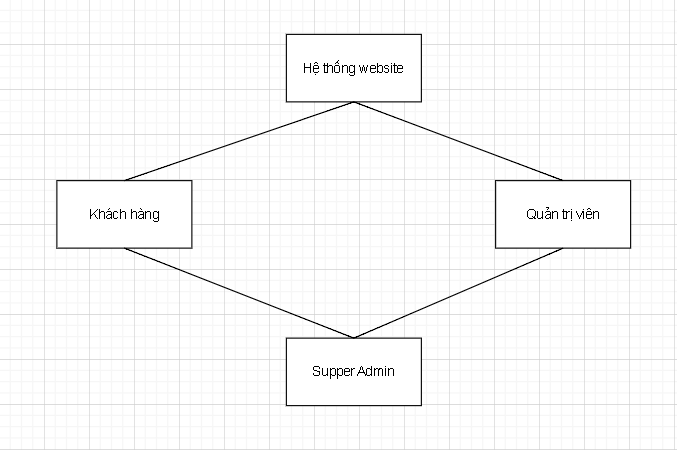 Hệ thống website
Khách hàng
Quản trị viên
Supper Admin